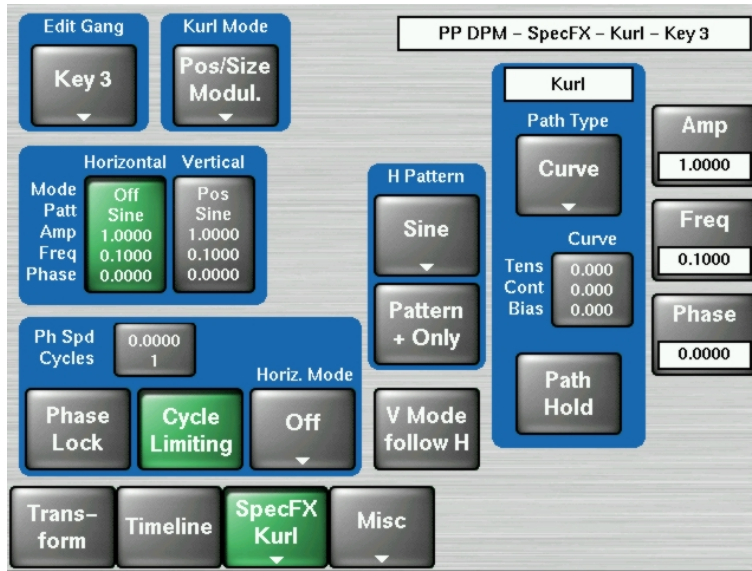 Edit Gang
Key 3
Kurl Mode
Pos/Size
Modul.
PP DPM – SpecFX – Kurl – Key 3
Horizontal Vertical
Mode Off Pos
Patt Sine Sine
Amp 1.0000 1.0000
Freq 0.1000 0.1000
Phase 0.0000 0.0000
H Pattern
Sine
Pattern
+ Only
Kurl
Path Type
Curve
Curve
Tens 0.000
Cont 0.000
Bias 0.000
Path
Hold
Amp
1.0000
Freq
0.1000
Phase
0.0000
Ph Spd 0.0000
Cycles 1
Horiz. Mode
Phase
Lock
Cycle
Limiting
Off
V Mode
follow H
Trans–
form
Timeline
SpecFX
Kurl
Misc